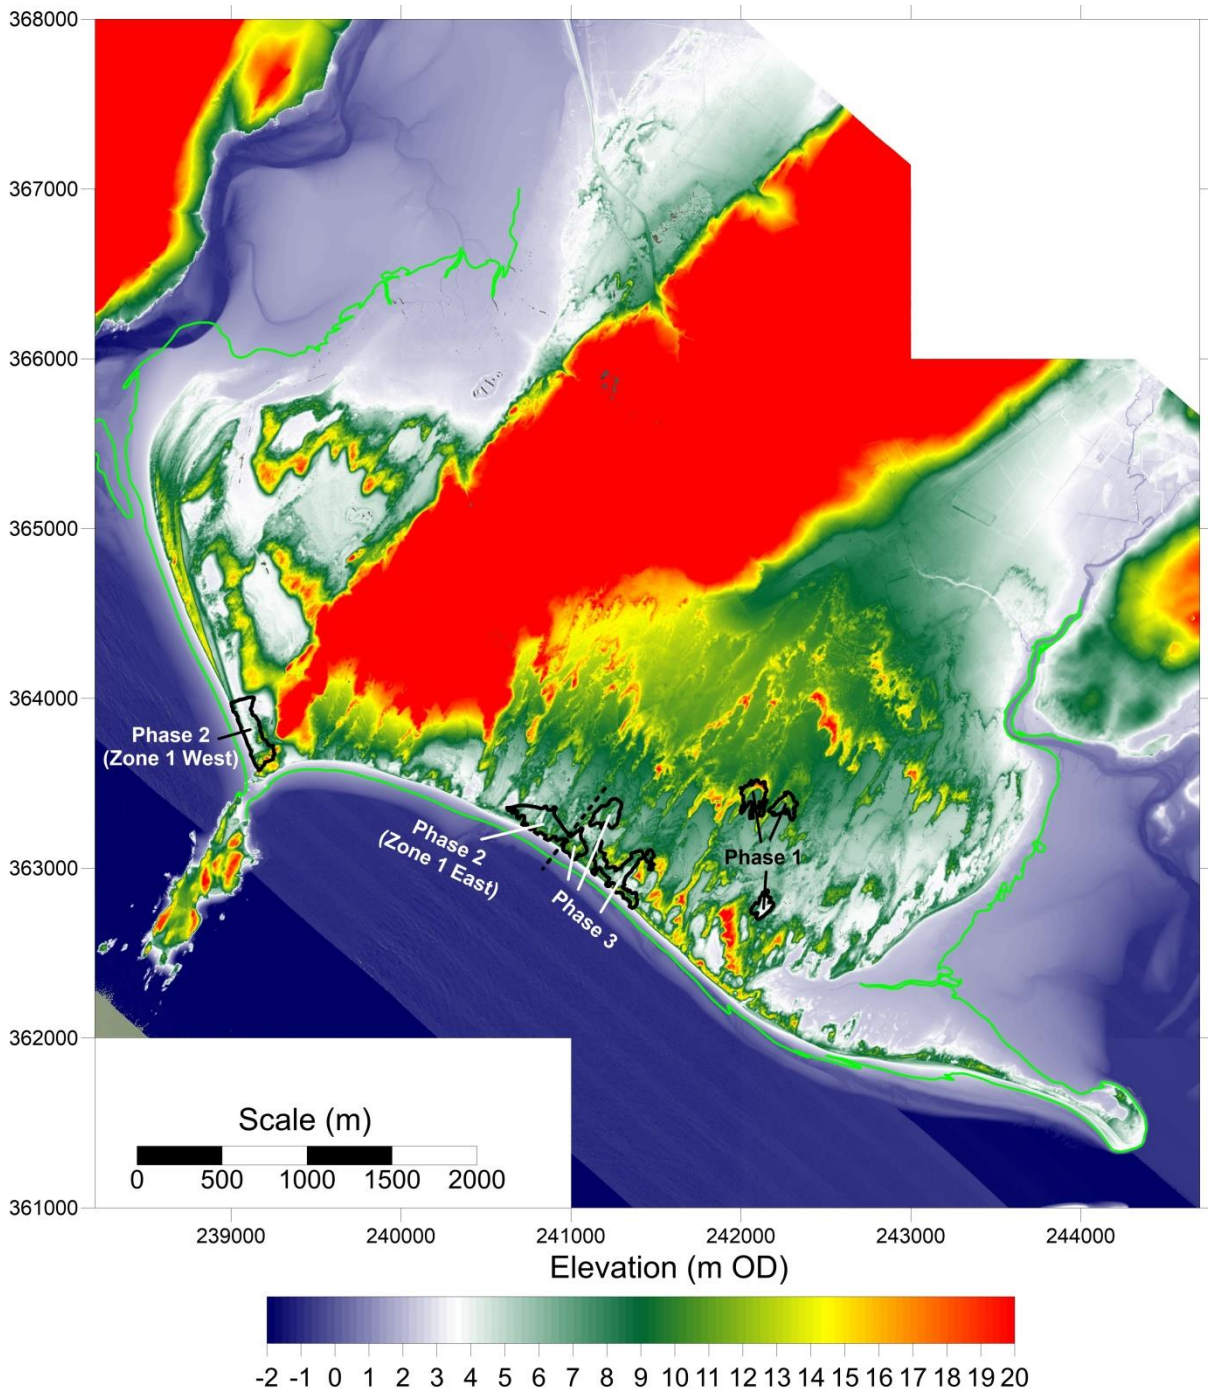 368000
367000
366000
365000
364000
363000
362000
361000
Phase 2
(Zone 1 West)
Phase 2
(Zone 1 East)
Phase 3
Phase 1
Scale (m)
0 500 1000 1500 2000
239000 240000 241000 242000 243000 244000
Elevation (m OD)
-2 -1 0 1 2 3 4 5 6 7 8 9 10 11 12 13 14 15 16 17 18 19 20